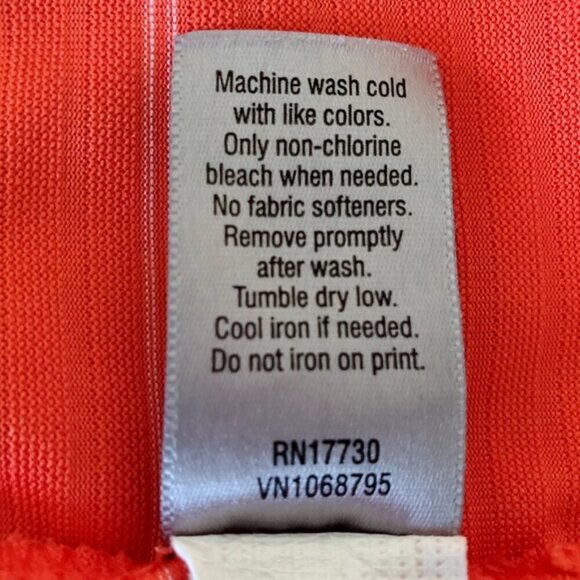 Machine wash cold
with like colors.
Only non-chlorine
bleach when needed.
No fabric softeners.
Remove promptly
after wash.
Tumble dry low.
Cool iron if needed.
Do not iron on print.
RN17730
VN1068795